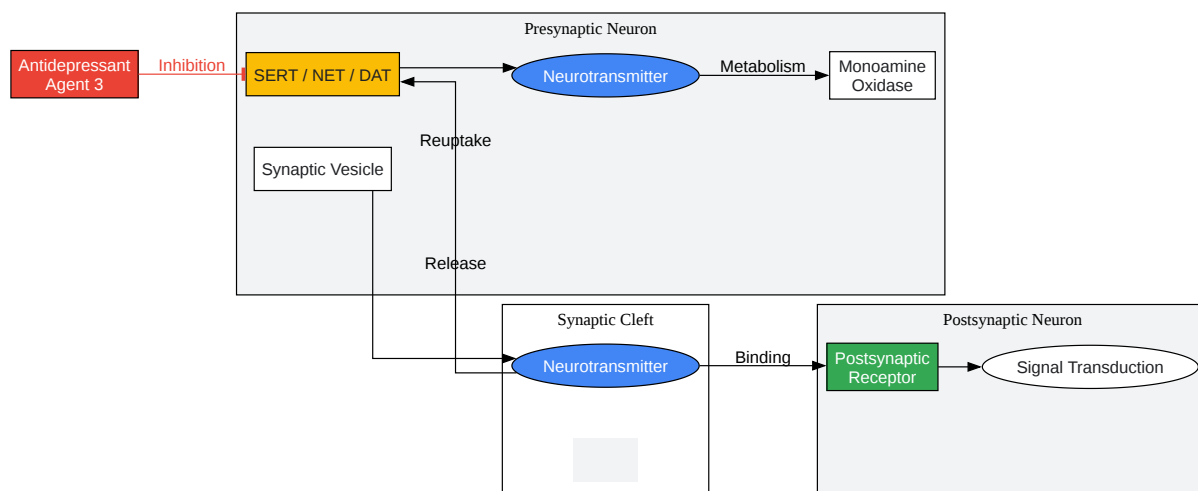 Presynaptic Neuron
Antidepressant
Agent 3
Inhibition
SERT / NET / DAT
Neurotransmitter
Metabolism
Monoamine
Oxidase
Reuptake
Synaptic Vesicle
Release
Synaptic Cleft
Neurotransmitter
Binding
Postsynaptic Neuron
Postsynaptic
Receptor
Signal Transduction